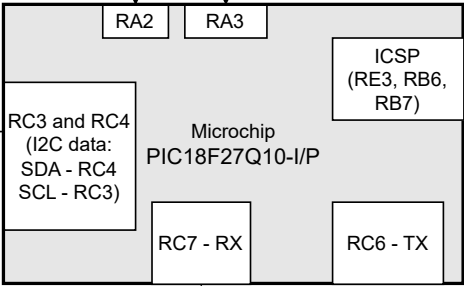 RA2
RA3
ICSP
(RE3, RB6,
RB7)
RC3 and RC4
(I2C data:
SDA - RC4
SCL - RC3)
Microchip
PIC18F27Q10-I/P
RC7 - RX
RC6 - TX